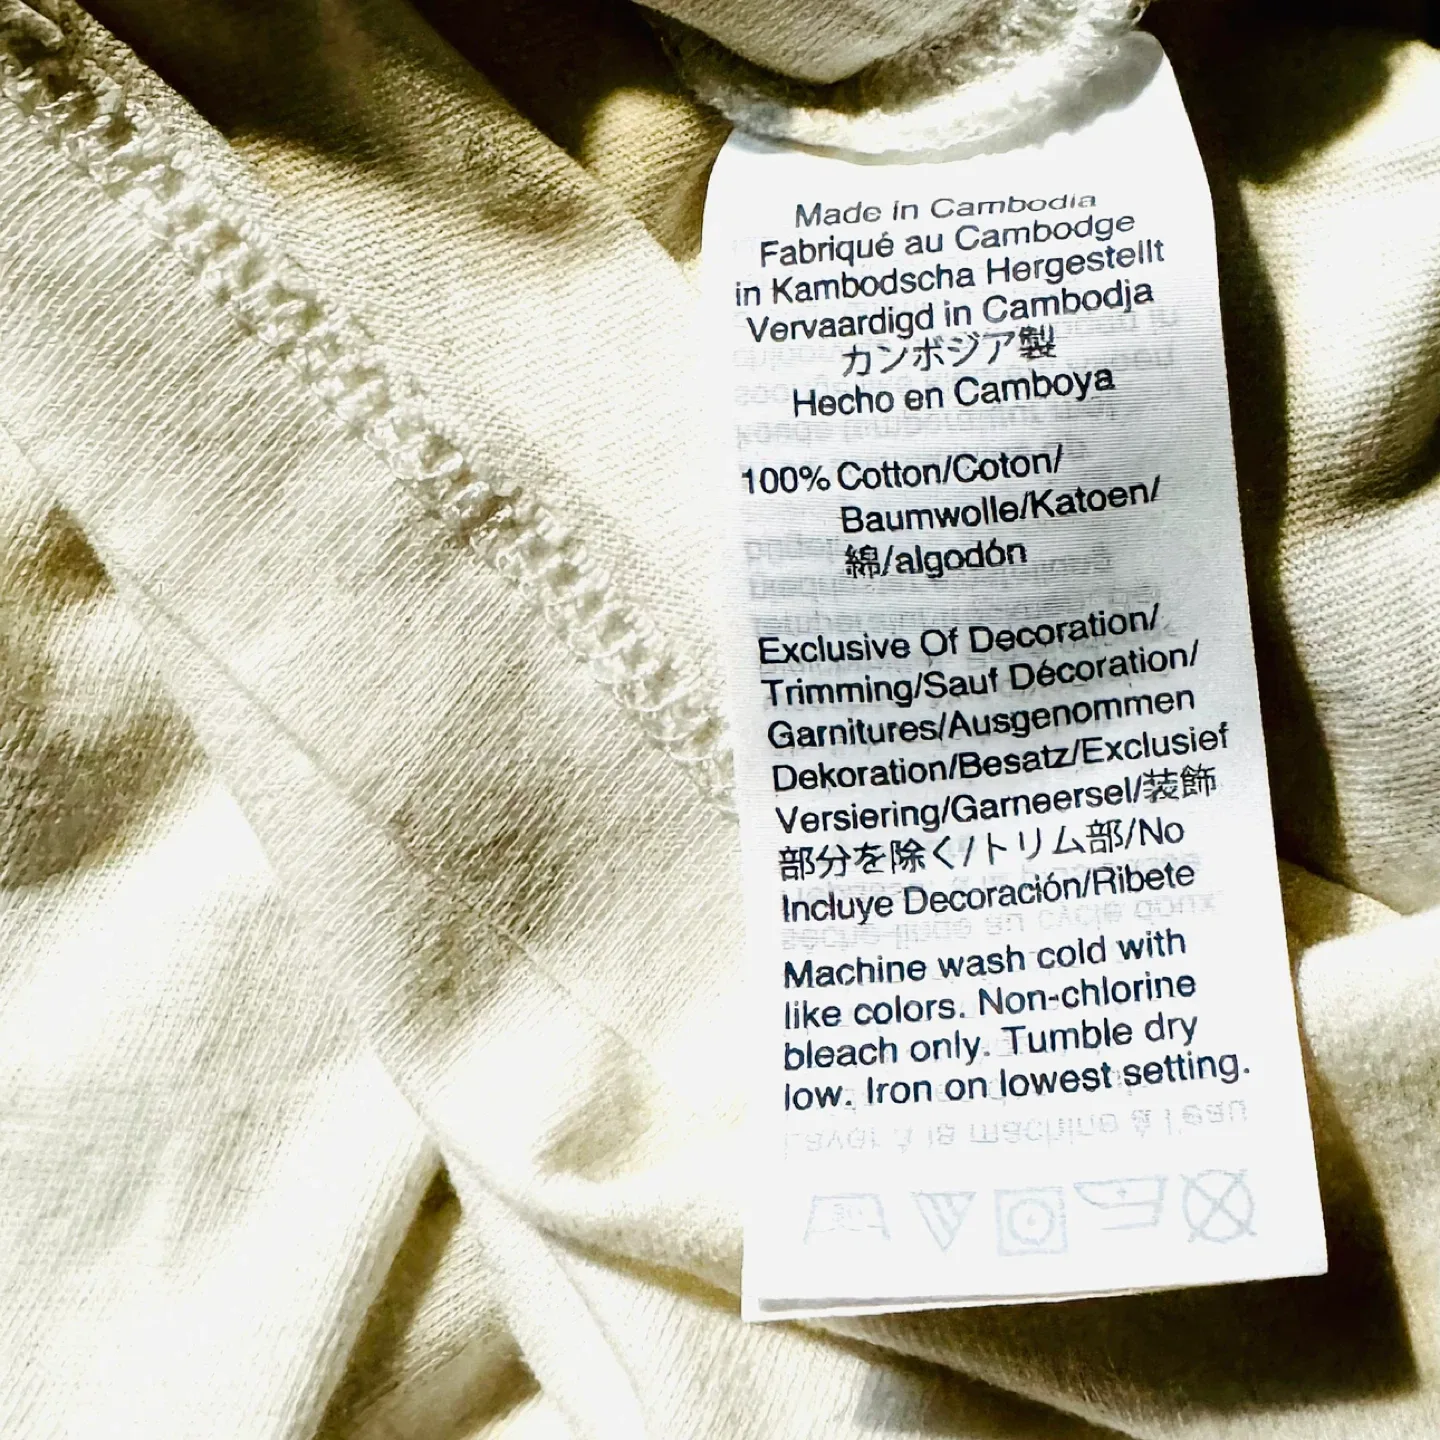 Made in Cambodia
Fabriqué au Cambodge
in Kambodscha Hergestellt
Vervaardigd in Cambodja
カンボジア製
Hecho en Camboya
100% Cotton/Coton/
Baumwolle/Katoen/
綿/algodón
Exclusive Of Decoration/
Trimming/Sauf Décoration/
Garnitures/Ausgenommen
Dekoration/Besatz/Exclusief
Versiering/Garneersel/装飾
部分を除く/トリム部/No
Incluye Decoración/Ribete
Machine wash cold with
like colors. Non-chlorine
bleach only. Tumble dry
low. Iron on lowest setting.